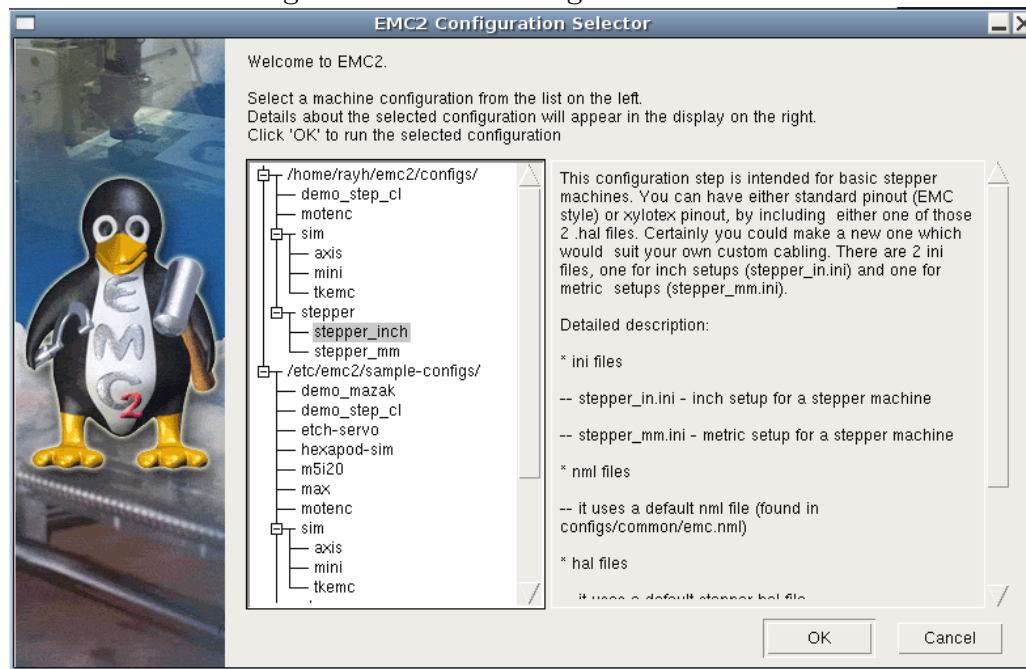 EMC2 Configuration Selector
Welcome to EMC2.
Select a machine configuration from the list on the left.
Details about the selected configuration will appear in the display on the right.
Click 'OK' to run the selected configuration
/home/rayh/emc2/configs/
demo_step_cl
motenc
sim
axis
mini
tkemc
stepper
stepper_inch
stepper_mm
/etc/emc2/sample-configs/
demo_mazak
demo_step_cl
etch-servo
hexapod-sim
m5i20
max
motenc
sim
axis
mini
tkemc
This configuration step is intended for basic stepper
machines. You can have either standard pinout (EMC
style) or xylotex pinout, by including either one of those
2 .hal files. Certainly you could make a new one which
would suit your own custom cabling. There are 2 ini
files, one for inch setups (stepper_in.ini) and one for
metric setups (stepper_mm.ini).
Detailed description:
* ini files
-- stepper_in.ini - inch setup for a stepper machine
-- stepper_mm.ini - metric setup for a stepper machine
* nml files
-- it uses a default nml file (found in
configs/common/emc.nml)
* hal files
EMC
2
OK
Cancel